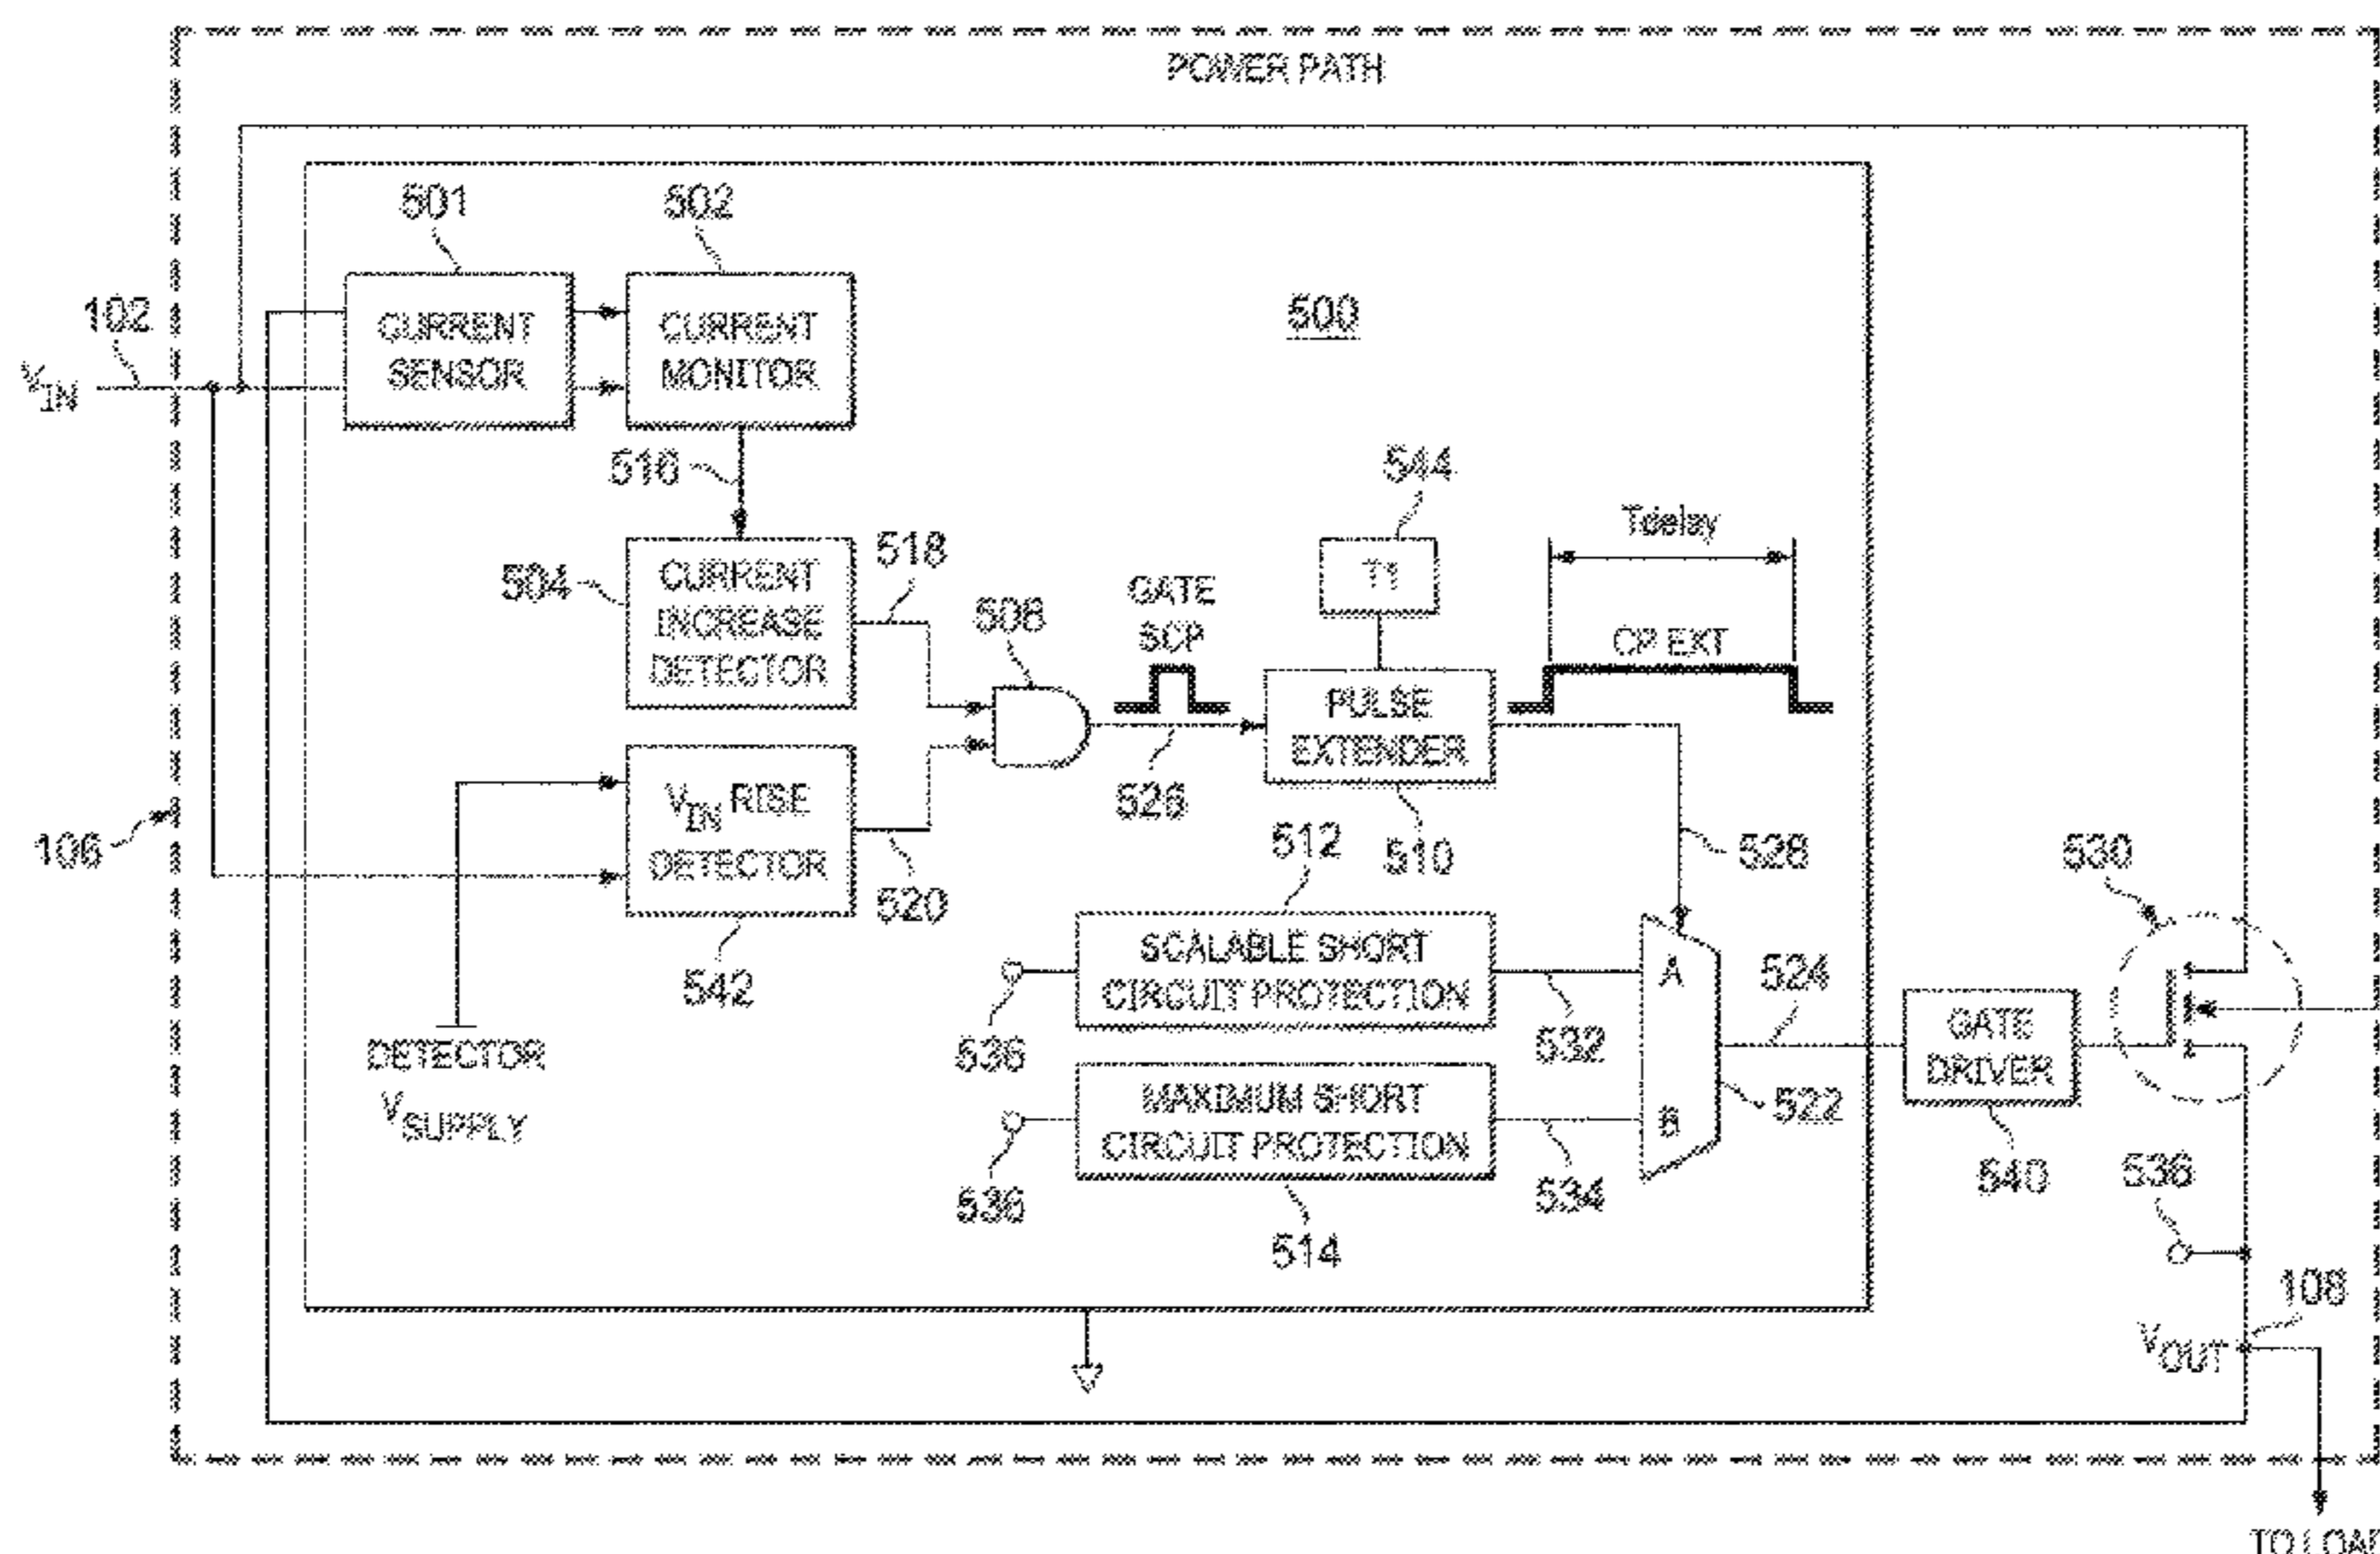 POWER PATH
501
502
500
102
VIN
CURRENT
SENSOR
CURRENT
MONITOR
516
544
Tdelay
504
CURRENT
INCREASE
DETECTOR
518
T1
GATE
SCP
508
CP EXT
PULSE
EXTENDER
526
VIN RISE
DETECTOR
106
520
542
512
510
528
530
SCALABLE SHORT
CIRCUIT PROTECTION
A
524
536
532
DETECTOR
VSUPPLY
GATE
DRIVER
MAXIMUM SHORT
CIRCUIT PROTECTION
B
522
536
534
540
536
514
108
VOUT
TO LOAD